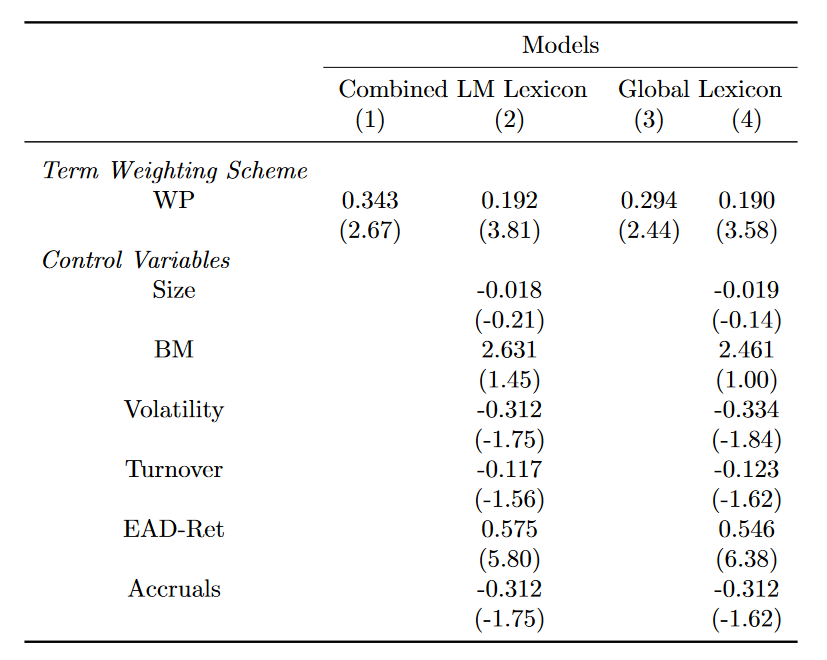 Models
Combined LM Lexicon Global Lexicon
(1) (2) (3) (4)
Term Weighting Scheme
WP 0.343 0.192 0.294 0.190
(2.67) (3.81) (2.44) (3.58)
Control Variables
Size -0.018 -0.019
(-0.21) (-0.14)
BM 2.631 2.461
(1.45) (1.00)
Volatility -0.312 -0.334
(-1.75) (-1.84)
Turnover -0.117 -0.123
(-1.56) (-1.62)
EAD-Ret 0.575 0.546
(5.80) (6.38)
Accruals -0.312 -0.312
(-1.75) (-1.62)